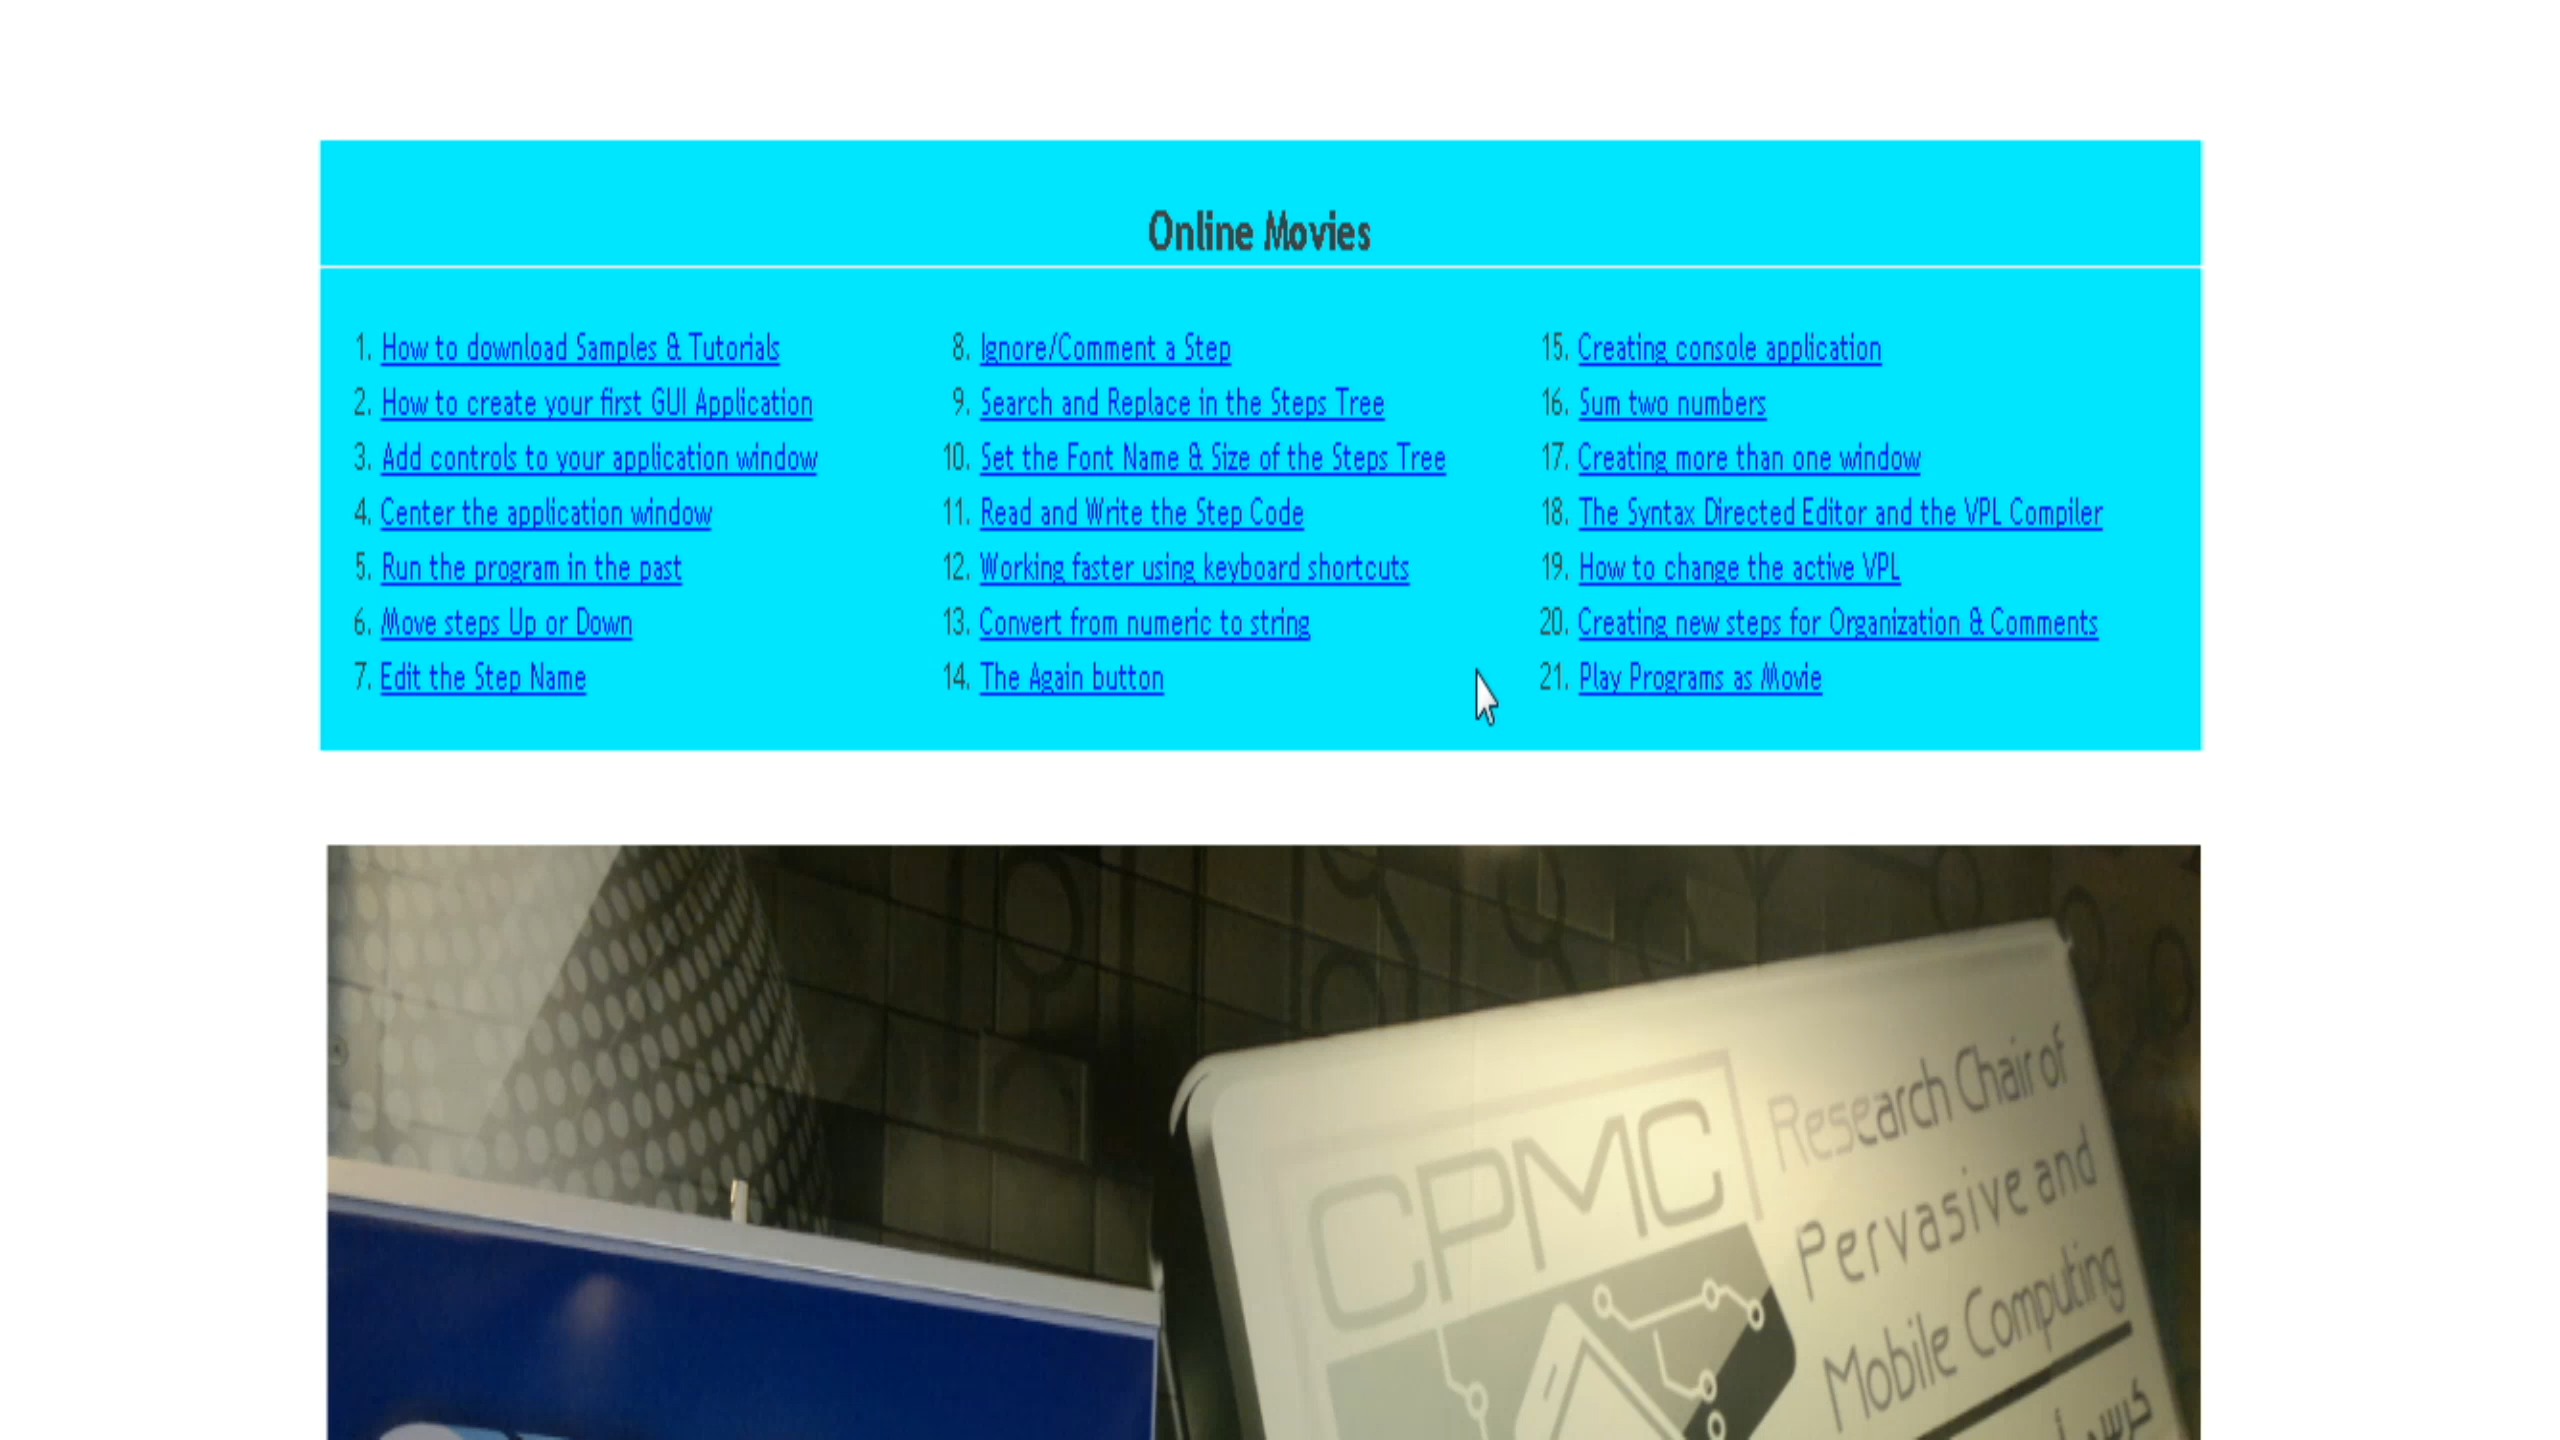 Online Movies
1. How to download Samples & Tutorials
2. How to create your first GUI Application
3. Add controls to your application window
4. Center the application window
5. Run the program in the past
6. Move steps Up or Down
7. Edit the Step Name
8. Ignore/Comment a Step
9. Search and Replace in the Steps Tree
10. Set the Font Name & Size of the Steps Tree
11. Read and Write the Step Code
12. Working faster using keyboard shortcuts
13. Convert from numeric to string
14. The Again button
15. Creating console application
16. Sum two numbers
17. Creating more than one window
18. The Syntax Directed Editor and the VPL Compiler
19. How to change the active VPL
20. Creating new steps for Organization & Comments
21. Play Programs as Movie
CPMC
Research Chair of
Pervasive and
Mobile Computing